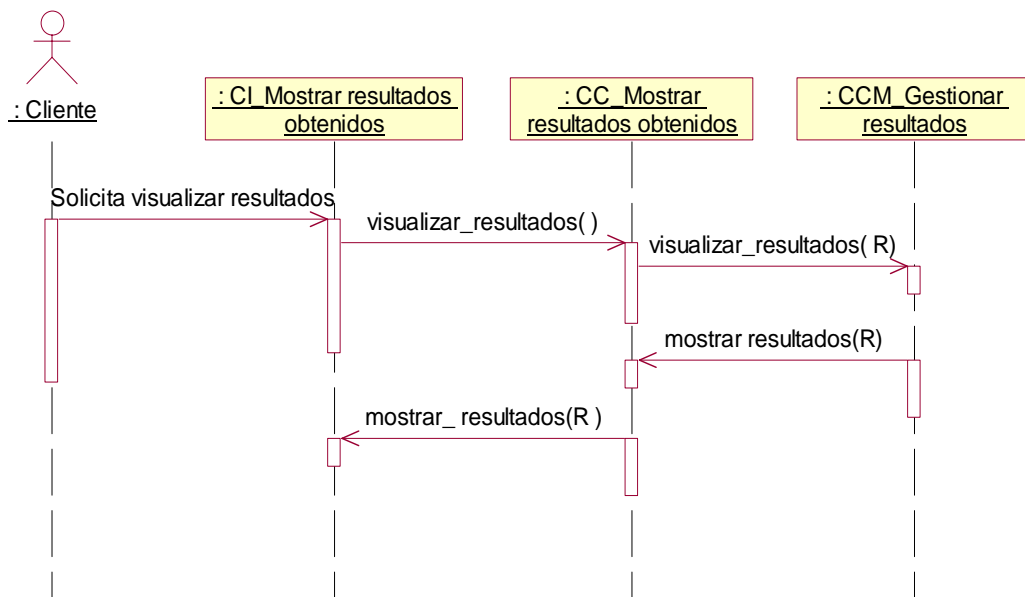 : Cliente
: CI_Mostrar resultados
obtenidos
: CC_Mostrar
resultados obtenidos
: CCM_Gestionar
resultados
Solicita visualizar resultados
visualizar_resultados( )
visualizar_resultados( R)
mostrar resultados(R)
mostrar_ resultados(R )